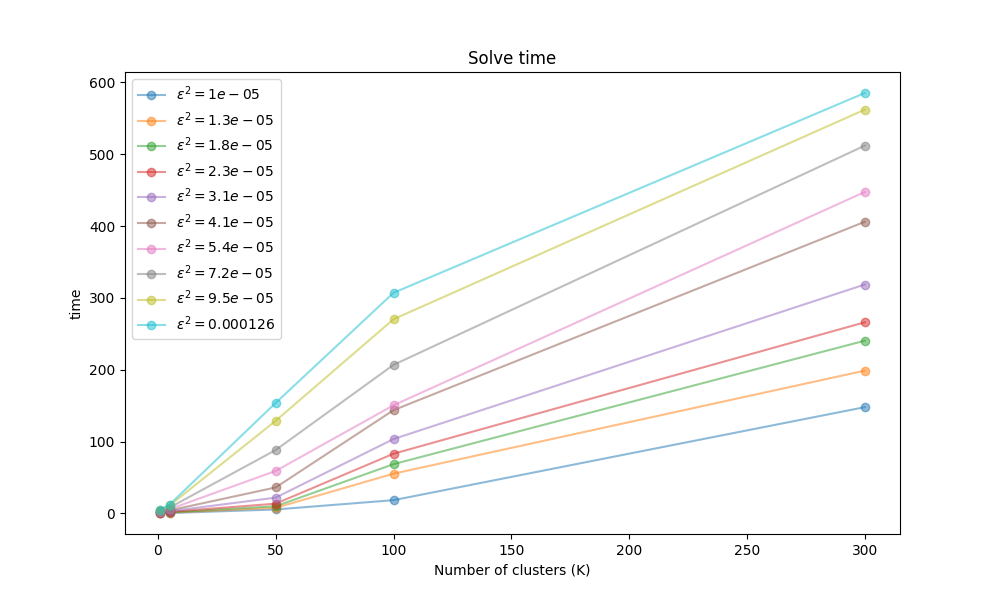 Solve time
600
500
400
300
200
100
0
time
ε² = 1e − 05
ε² = 1.3e − 05
ε² = 1.8e − 05
ε² = 2.3e − 05
ε² = 3.1e − 05
ε² = 4.1e − 05
ε² = 5.4e − 05
ε² = 7.2e − 05
ε² = 9.5e − 05
ε² = 0.000126
0 50 100 150 200 250 300
Number of clusters (K)